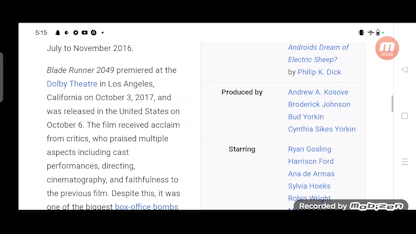 5:15
July to November 2016.
Blade Runner 2049 premiered at the
Dolby Theatre in Los Angeles,
California on October 3, 2017, and
was released in the United States on
October 6. The film received acclaim
from critics, who praised multiple
aspects including cast
performances, directing,
cinematography, and faithfulness to
the previous film. Despite this, it was
one of the biggest box-office bombs
Androids Dream of
Electric Sheep?
by Philip K. Dick
Produced by
Andrew A. Kosove
Broderick Johnson
Bud Yorkin
Cynthia Sikes Yorkin
Starring
Ryan Gosling
Harrison Ford
Ana de Armas
Sylvia Hoeks
Robin Wright
Recorded by mobizen